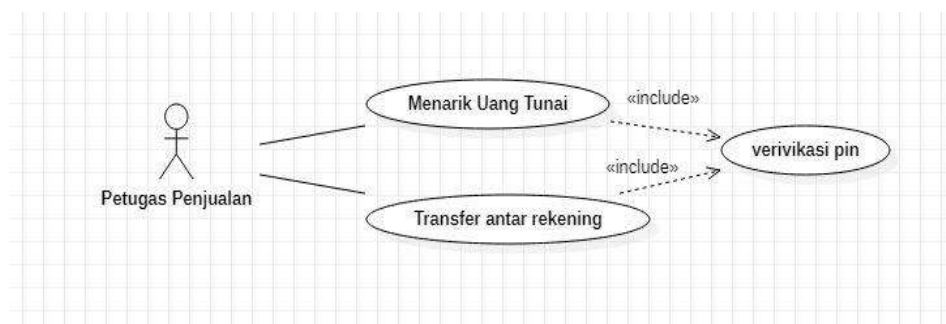 Menarik Uang Tunai
«include»
verivikasi pin
«include»
Petugas Penjualan
Transfer antar rekening